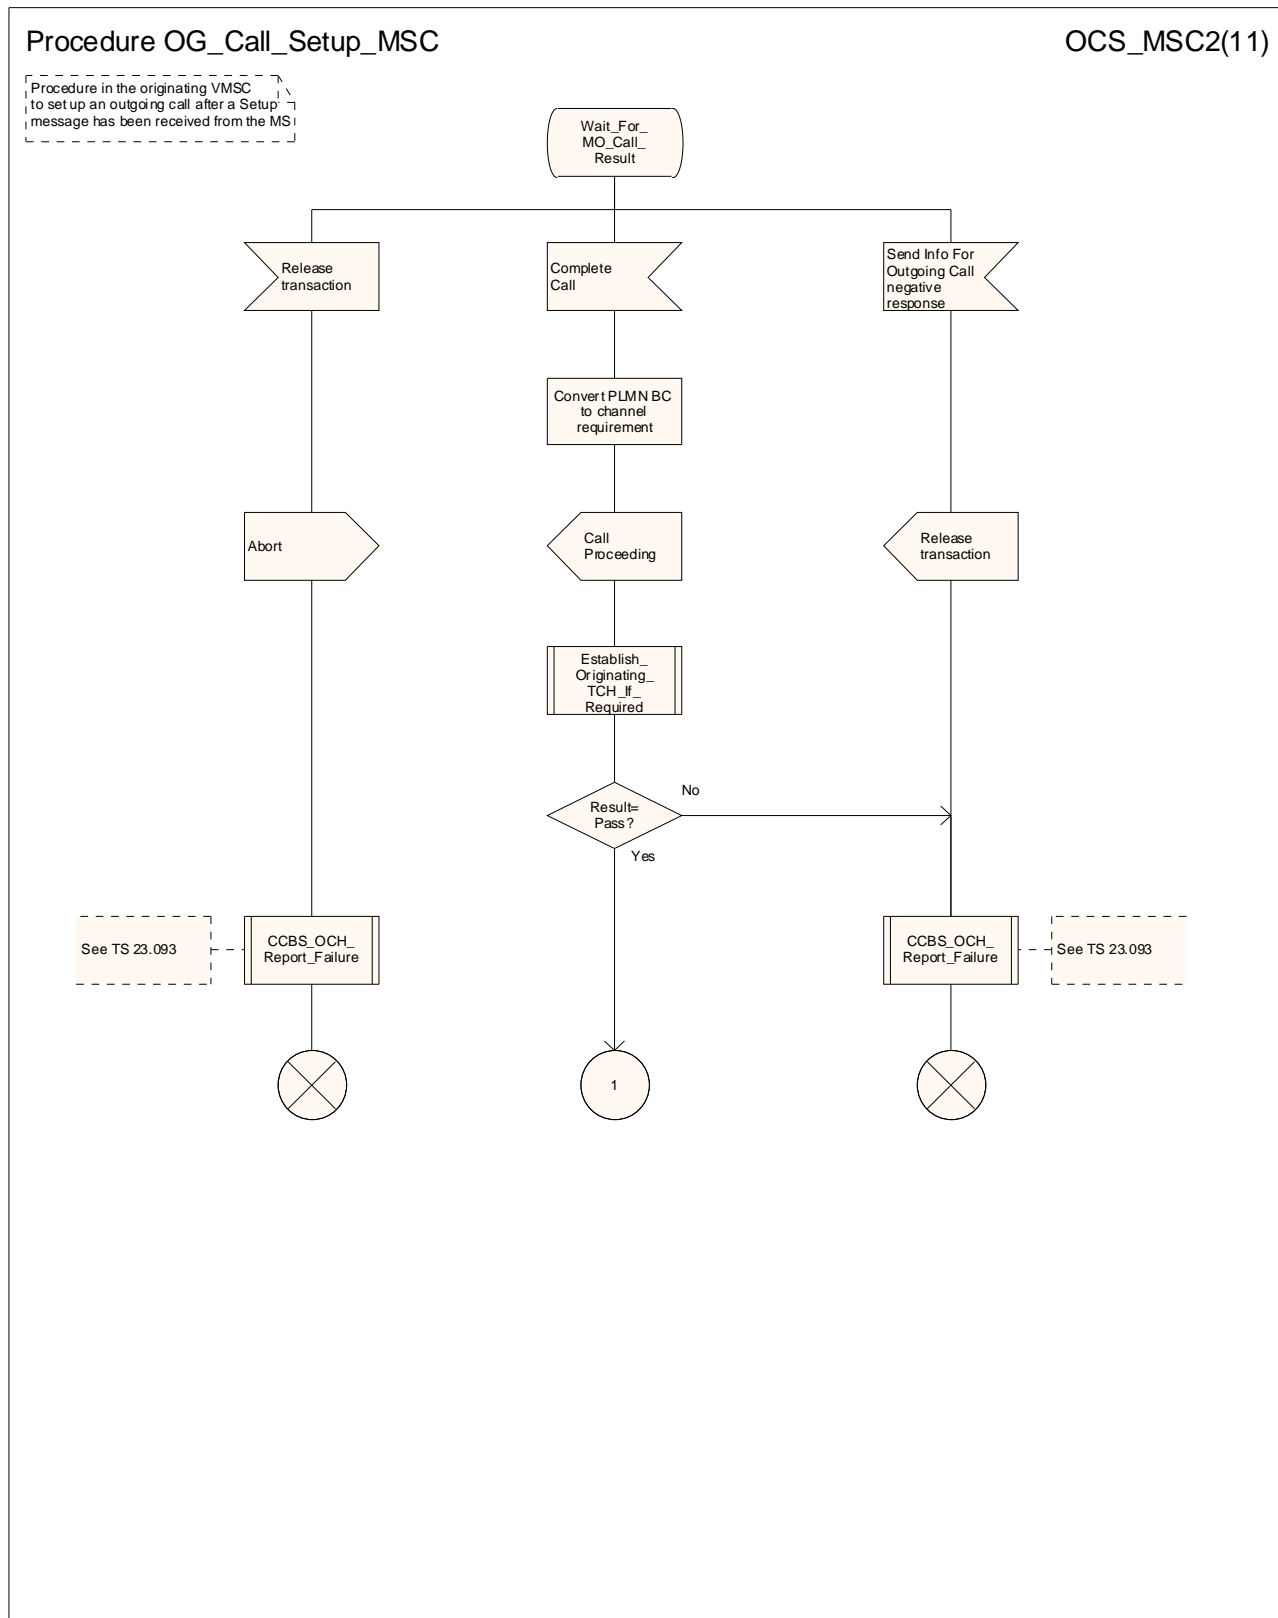 Procedure OG_Call_Setup_MSC
OCS_MSC2(11)
Procedure in the originating VMSC
to set up an outgoing call after a Setup
message has been received from the MS
Wait_For_
MO_Call_
Result
Release
transaction
Complete
Call
Send Info For
Outgoing Call
negative
response
Convert PLMN BC
to channel
requirement
Abort
Call
Proceeding
Release
transaction
Establish_
Originating_
TCH_If_
Required
Result=
Pass?
No
Yes
See TS 23.093
CCBS_OCH_
Report_Failure
CCBS_OCH_
Report_Failure
See TS 23.093
1